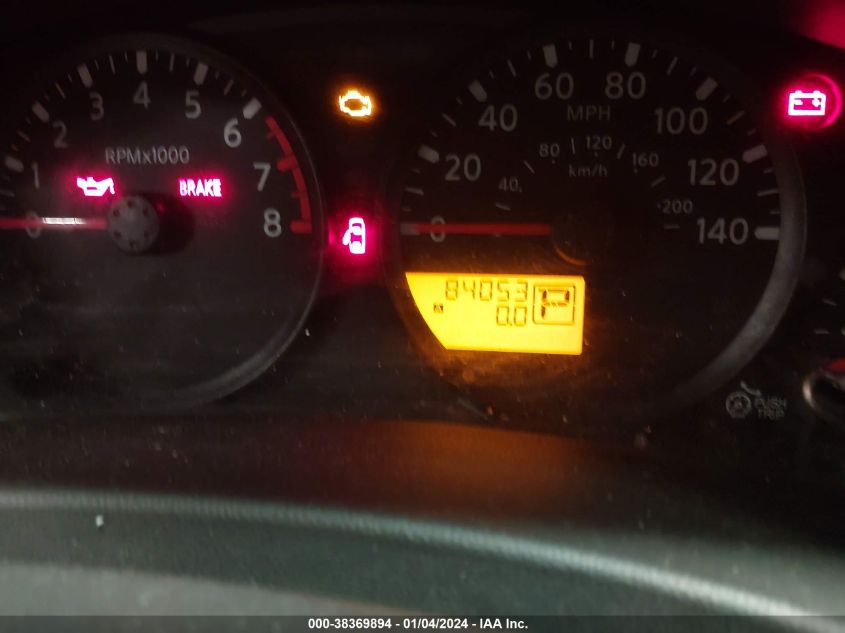 0 1 2 3 4 5 6 7 8
RPMx1000
BRAKE
0 20 40 60 80 100 120 140
MPH
40 80 120 160 200
km/h
84053
A 0.0
P
PUSH
TRIP
000-38369894 - 01/04/2024 - IAA Inc.